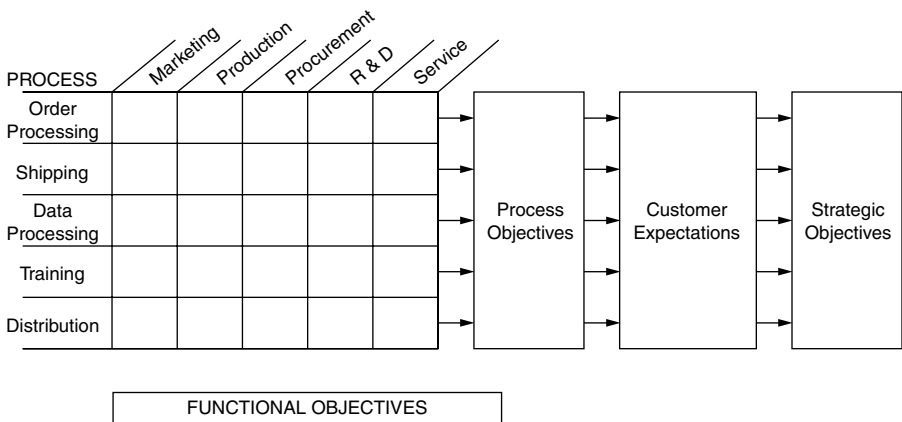 Marketing
Production
Procurement
R & D
Service
PROCESS
Order
Processing
Shipping
Data
Processing
Training
Distribution
Process
Objectives
Customer
Expectations
Strategic
Objectives
FUNCTIONAL OBJECTIVES